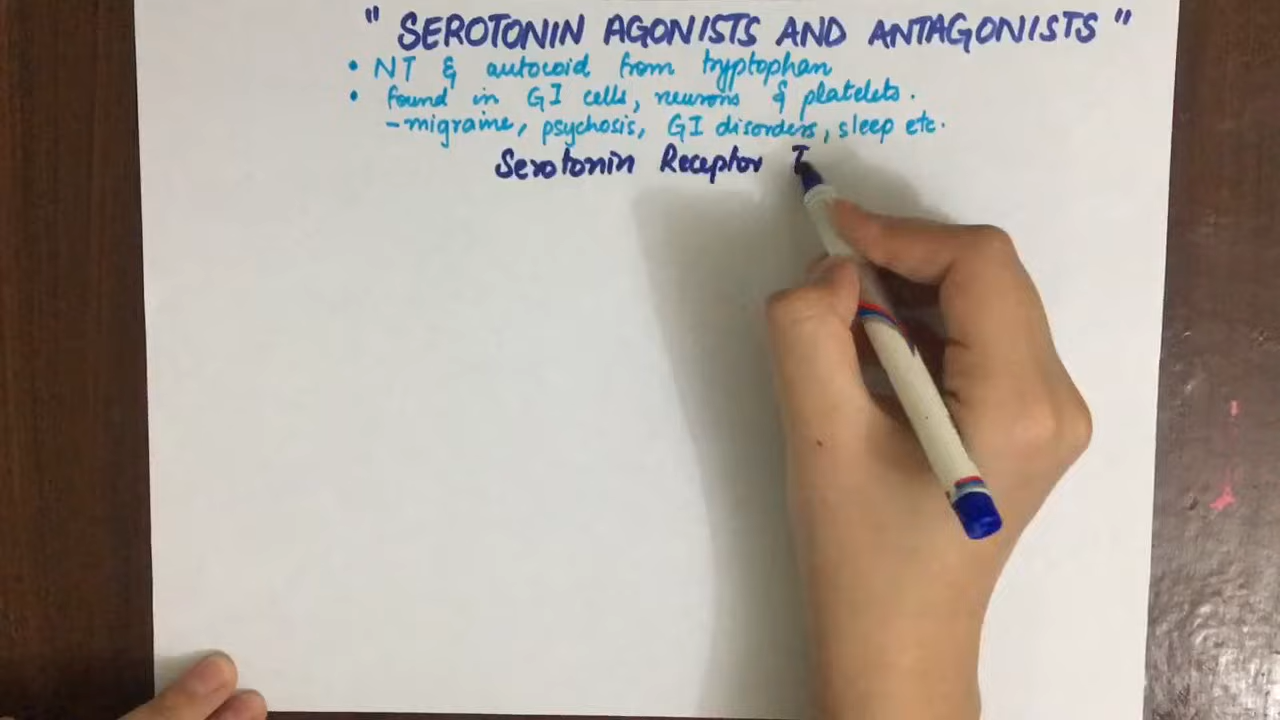 " SEROTONIN AGONISTS AND ANTAGONISTS "
• NT & autocoid from tryptophan
• found in GI cells, neurons & platelets.
- migraine, psychosis, GI disorders, sleep etc.
Serotonin Receptor